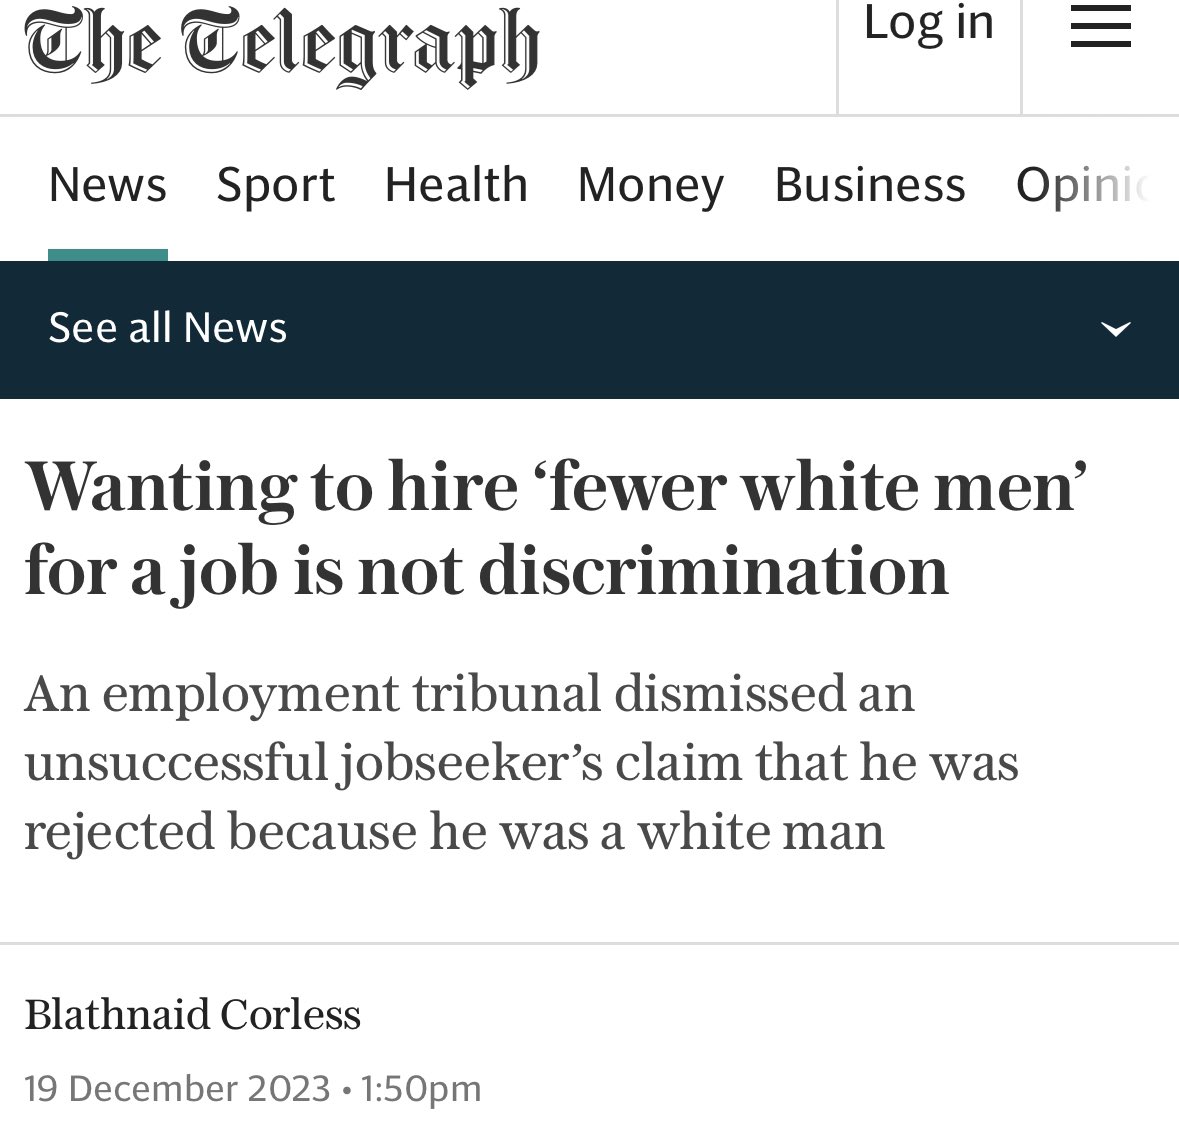 The Telegraph
Log in
News Sport Health Money Business
See all News
Wanting to hire ‘fewer white men’
for a job is not discrimination
An employment tribunal dismissed an
unsuccessful jobseeker’s claim that he was
rejected because he was a white man
Blathnaid Corless
19 December 2023 • 1:50pm